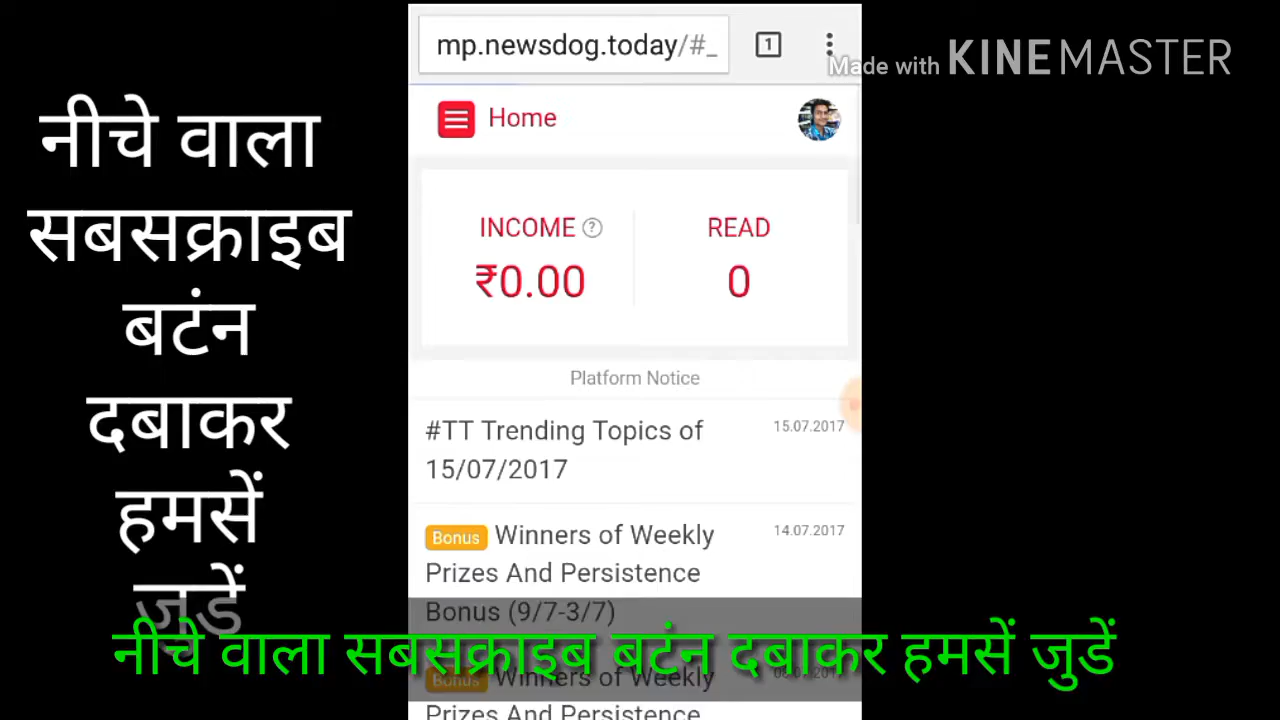 mp.newsdog.today/#_
1
Made with KINEMASTER
Home
नीचे वाला
सबसक्राइब
बटंन
दबाकर
हमसें
जुडें
INCOME ?
READ
₹0.00
0
Platform Notice
#TT Trending Topics of
15/07/2017
15.07.2017
Bonus Winners of Weekly
Prizes And Persistence
Bonus (9/7-3/7)
14.07.2017
नीचे वाला सबसक्राइब बटंन दबाकर हमसें जुडें
Bonus Winners of Weekly
Prizes And Persistence